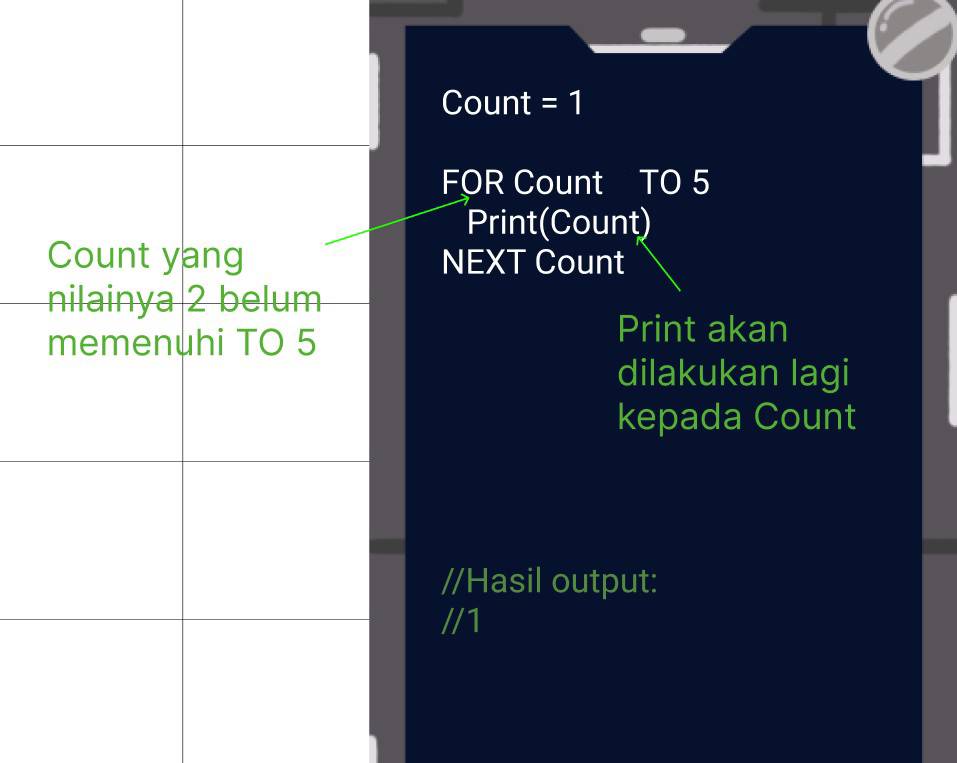 Count = 1
FOR Count TO 5
Print(Count)
NEXT Count
Count yang
nilainya 2 belum
memenuhi TO 5
Print akan
dilakukan lagi
kepada Count
//Hasil output:
//1